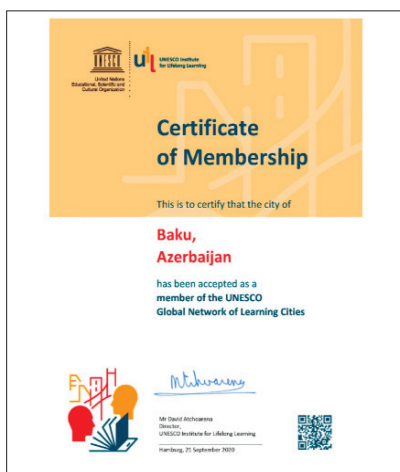 UNESCO
United Nations
Educational, Scientific and
Cultural Organization
uil
UNESCO Institute
for Lifelong Learning
Certificate
of Membership
This is to certify that the city of
Baku,
Azerbaijan
has been accepted as a
member of the UNESCO
Global Network of Learning Cities
Mr David Atchoarena
Director,
UNESCO Institute for Lifelong Learning
Hamburg, 21 September 2020